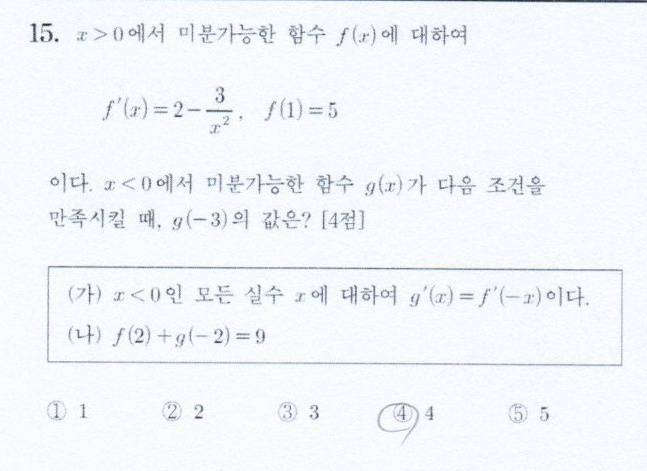 15. x>0에서 미분가능한 함수 f(x)에 대하여
f′(x)=2−3/x², f(1)=5
이다. x<0에서 미분가능한 함수 g(x)가 다음 조건을
만족시킬 때, g(−3)의 값은? [4점]
(가) x<0인 모든 실수 x에 대하여 g′(x)=f′(−x)이다.
(나) f(2)+g(−2)=9
① 1 ② 2 ③ 3 ④ 4 ⑤ 5